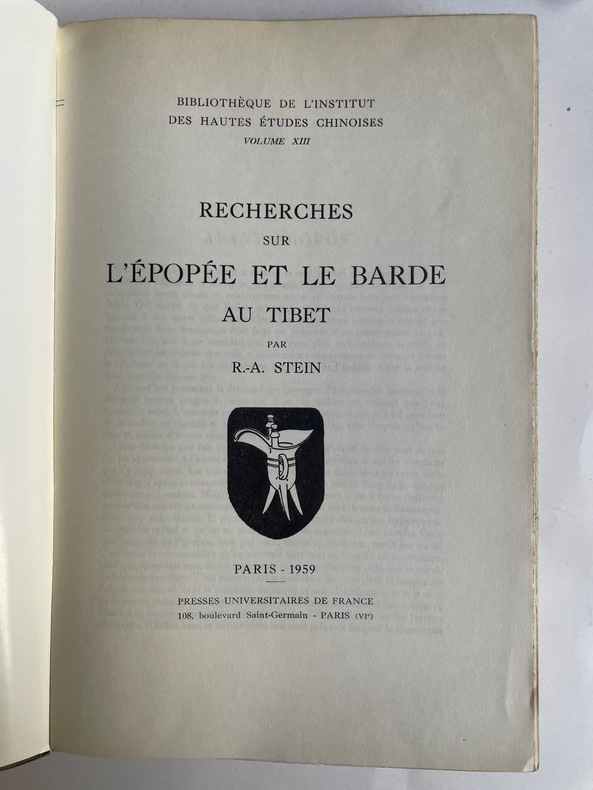 BIBLIOTHÈQUE DE L'INSTITUT
DES HAUTES ÉTUDES CHINOISES
VOLUME XIII
RECHERCHES
SUR
L'ÉPOPÉE ET LE BARDE
AU TIBET
PAR
R.-A. STEIN
PARIS - 1959
PRESSES UNIVERSITAIRES DE FRANCE
108, boulevard Saint-Germain - PARIS (VIe)